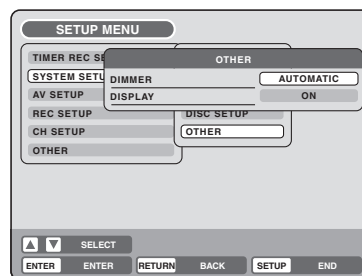 SETUP MENU
TIMER REC SE
OTHER
SYSTEM SETU
DIMMER
AUTOMATIC
AV SETUP
DISPLAY
ON
REC SETUP
DISC SETUP
CH SETUP
OTHER
OTHER
SELECT
ENTER ENTER RETURN BACK SETUP END